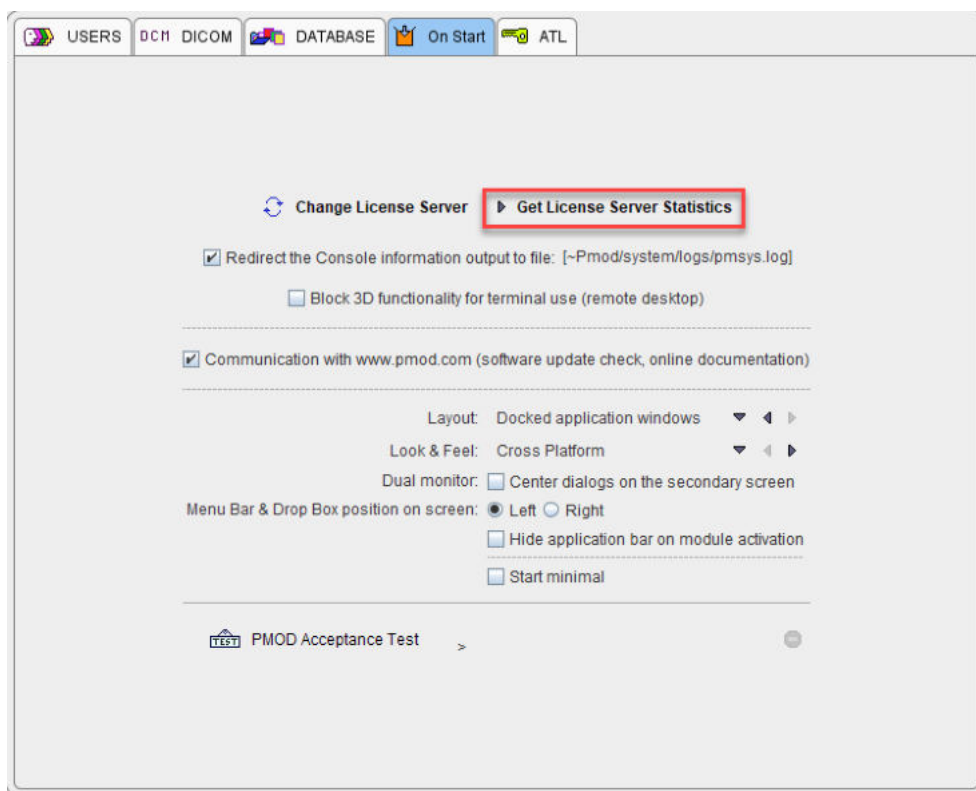 USERS DCM DICOM DATABASE On Start ATL
Change License Server Get License Server Statistics
Redirect the Console information output to file: [~Pmod/system/logs/pmsys.log]
Block 3D functionality for terminal use (remote desktop)
Communication with www.pmod.com (software update check, online documentation)
Layout: Docked application windows
Look & Feel: Cross Platform
Dual monitor: Center dialogs on the secondary screen
Menu Bar & Drop Box position on screen: Left Right
Hide application bar on module activation
Start minimal
TEST PMOD Acceptance Test >